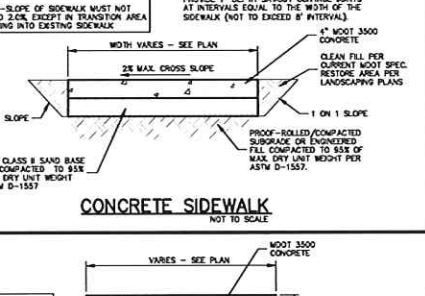 -SLOPE OF SIDEWALK MUST NOT
2.0% EXCEPT IN TRANSITION AREA
ING INTO EXISTING SIDEWALK
AT INTERVALS EQUAL TO THE WIDTH OF THE
SIDEWALK (NOT TO EXCEED 8' INTERVAL).
WIDTH VARIES - SEE PLAN
2% MAX. CROSS SLOPE
4" MDOT 3500
CONCRETE
CLEAN FILL PER
CURRENT MDOT SPEC.
RESTORE AREA PER
LANDSCAPING PLANS
SLOPE
1 ON 1 SLOPE
CLASS II SAND BASE
COMPACTED TO 95%
DRY UNIT WEIGHT
D-1557
PROOF-ROLLED/COMPACTED
SUBGRADE OR ENGINEERED
FILL COMPACTED TO 95% OF
MAX. DRY UNIT WEIGHT PER
ASTM D-1557.
CONCRETE SIDEWALK
NOT TO SCALE
VARIES - SEE PLAN
MDOT 3500
CONCRETE